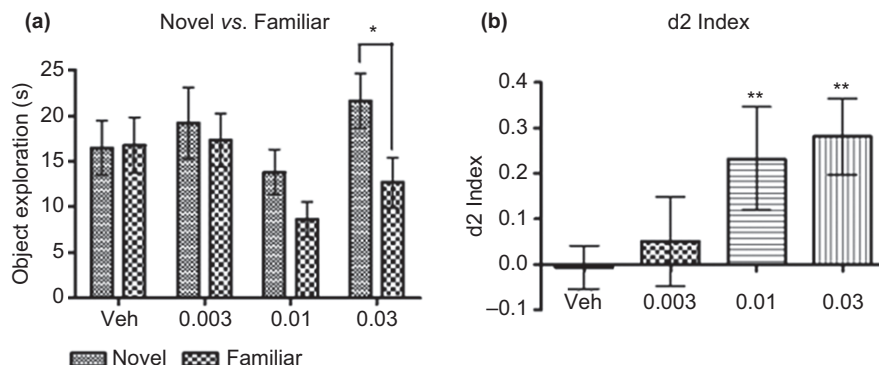 (a) Novel vs. Familiar
*
Object exploration (s)
25
20
15
10
5
0
Veh 0.003 0.01 0.03
Novel Familiar
(b) d2 Index
** **
d2 Index
0.4
0.3
0.2
0.1
0.0
–0.1
Veh 0.003 0.01 0.03